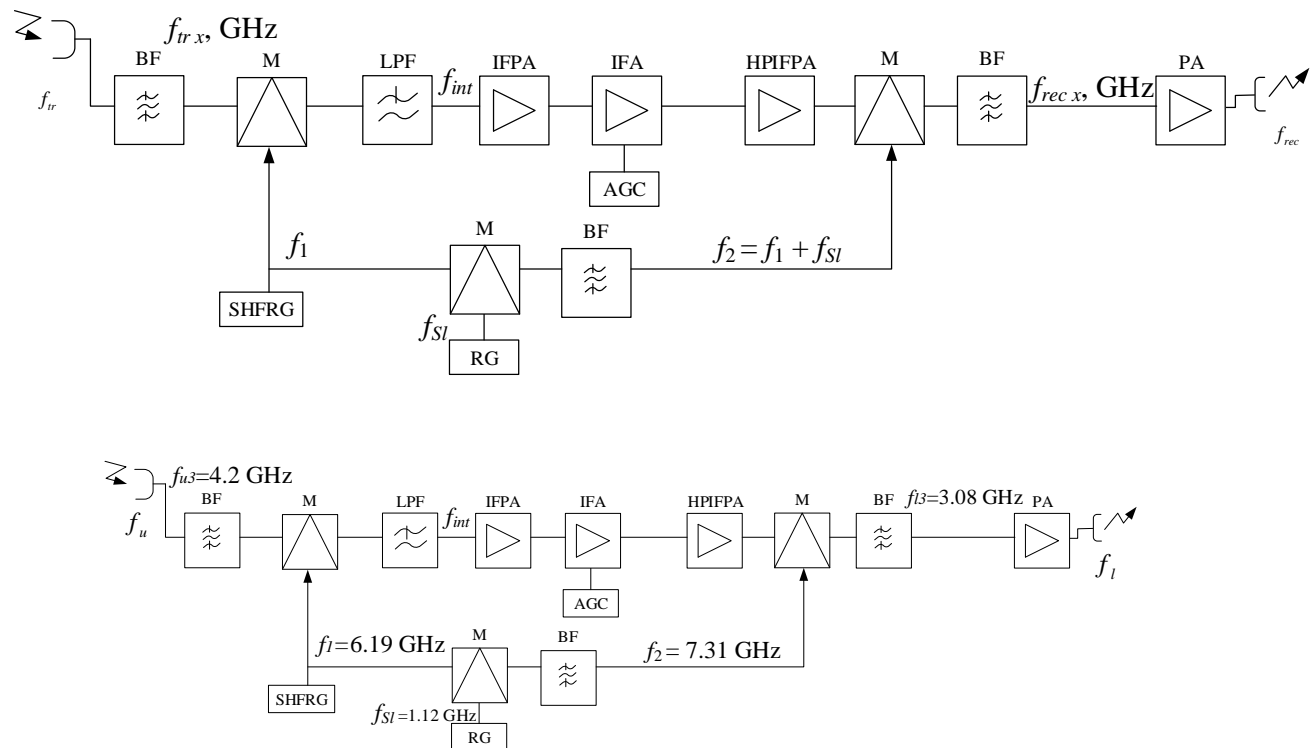 f_tr x, GHz
BF M LPF f_int IFPA IFA HPIFPA M BF f_rec x, GHz PA
f_tr
f_rec
AGC
f_1 M BF f_2 = f_1 + f_Sl
SHFRG
f_Sl
RG
f_u3=4.2 GHz
BF M LPF f_int IFPA IFA HPIFPA M BF f_l3=3.08 GHz PA
f_u
f_l
AGC
f_1=6.19 GHz M BF f_2 = 7.31 GHz
SHFRG
f_Sl =1.12 GHz
RG